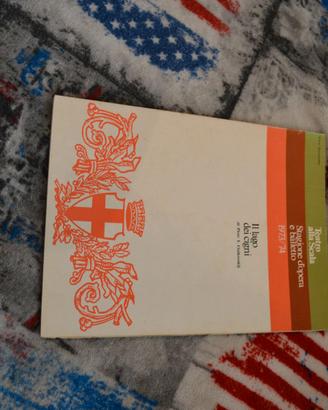 Teatro
alla Scala
Stagione d'opera
e balletto
1973/'74
Il lago
dei cigni